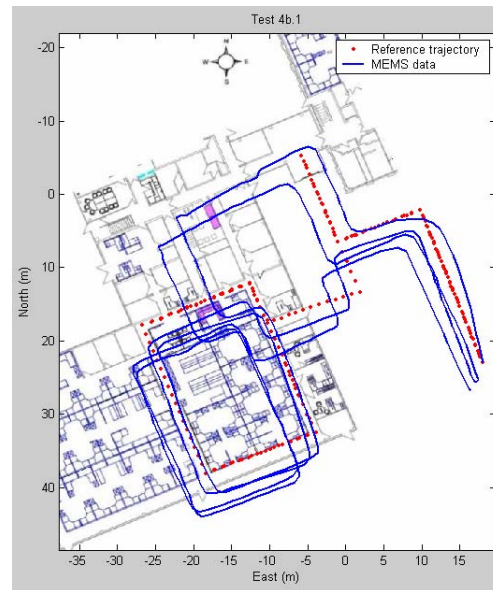 Test 4b.1
Reference trajectory
MEMS data
N
W E
S
-20
-10
0
10
20
30
40
North (m)
-35 -30 -25 -20 -15 -10 -5 0 5 10 15
East (m)